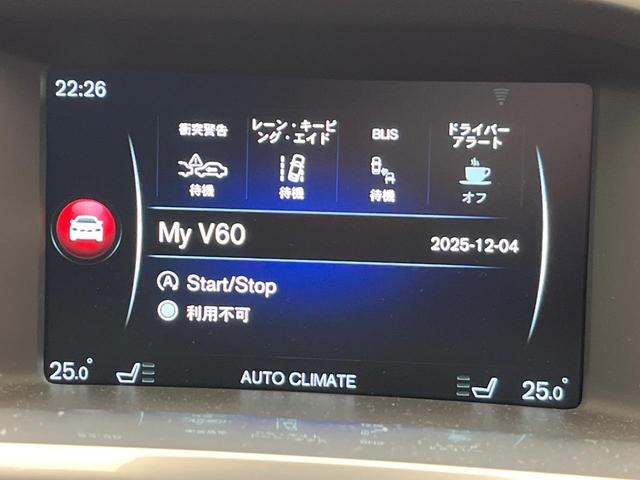 22:26
衝突警告
待機
レーン・キーピ
ング・エイド
待機
BLIS
待機
ドライバー
アラート
オフ
My V60
2025-12-04
Start/Stop
利用不可
25.0°
AUTO CLIMATE
25.0°